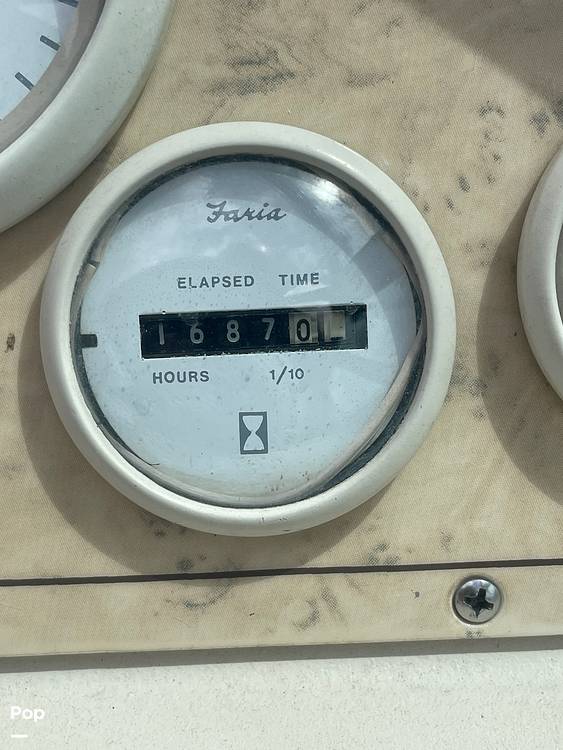 Faria
ELAPSED TIME
16870
HOURS 1/10
Pop